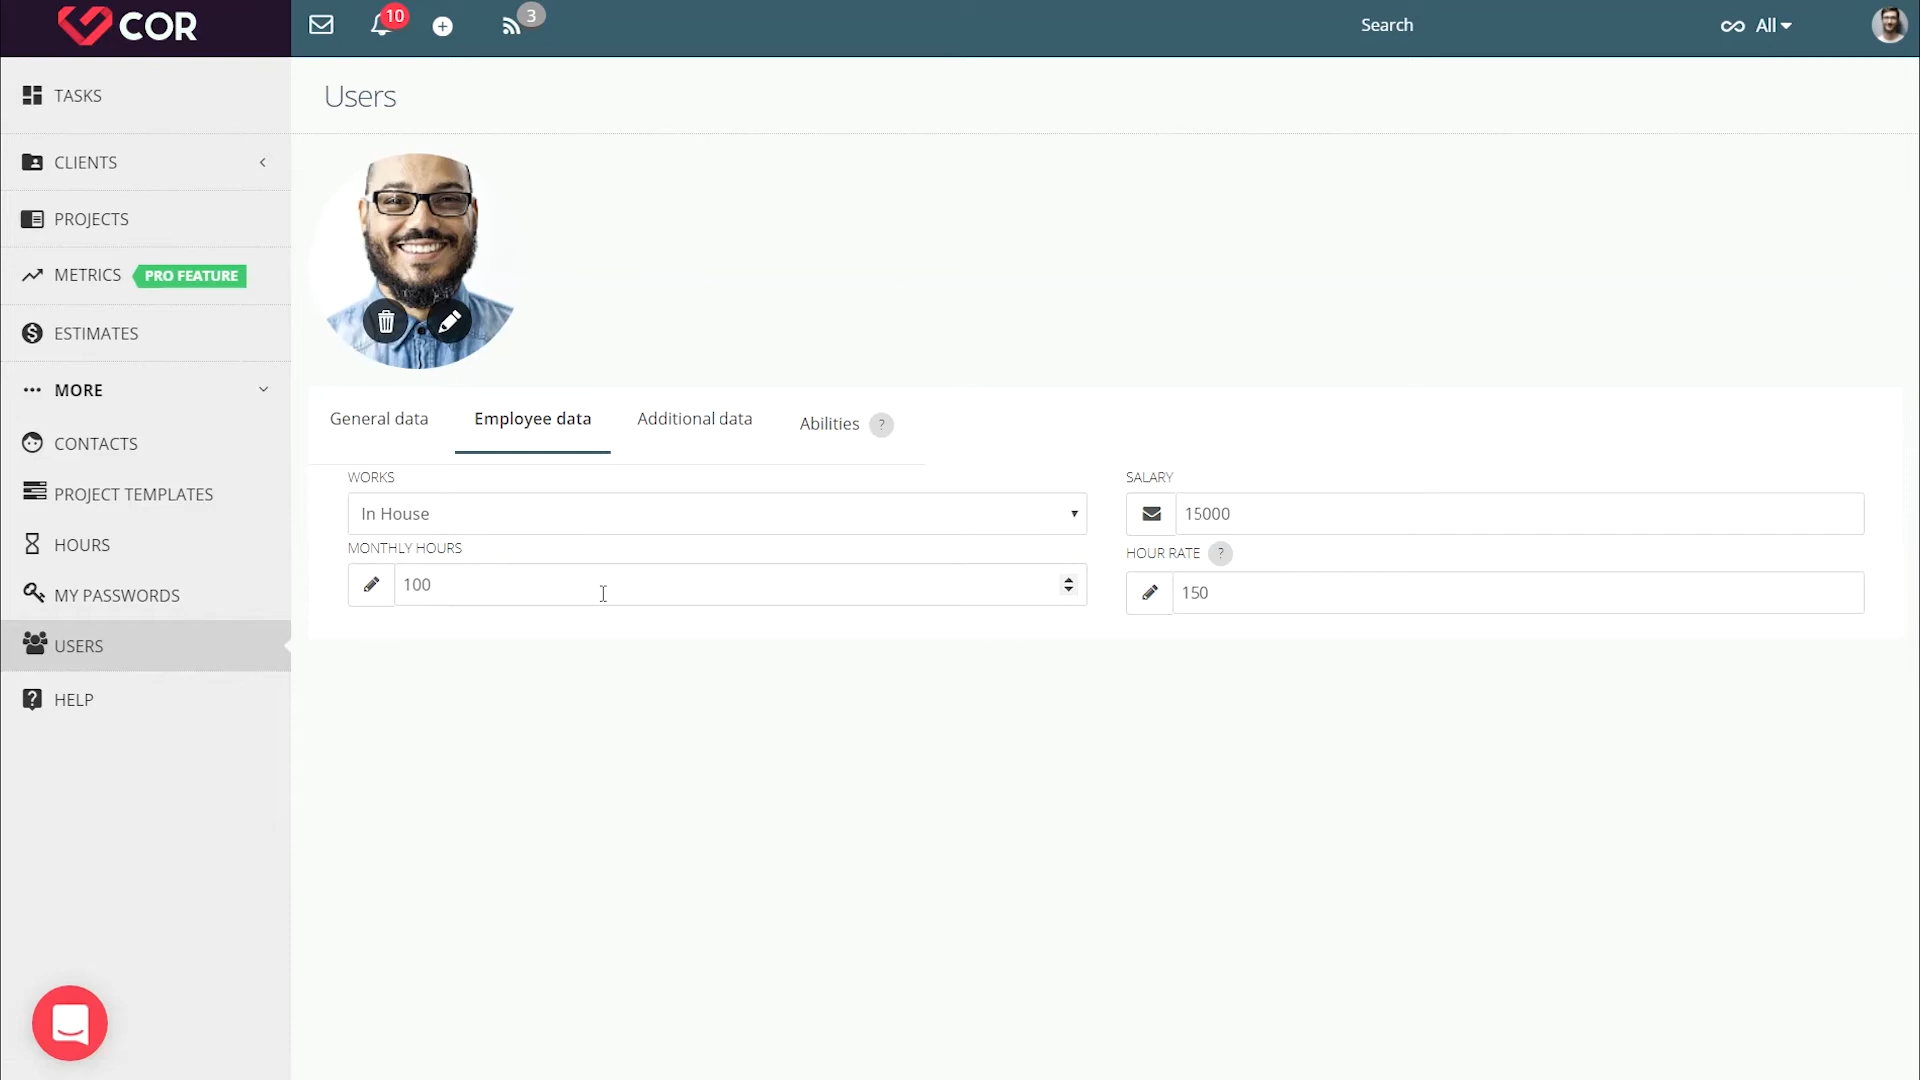 COR
10
3
Search
All
TASKS
CLIENTS
PROJECTS
METRICS
PRO FEATURE
ESTIMATES
MORE
CONTACTS
PROJECT TEMPLATES
HOURS
MY PASSWORDS
USERS
HELP
Users
General data
Employee data
Additional data
Abilities ?
WORKS
In House
MONTHLY HOURS
100
SALARY
15000
HOUR RATE ?
150